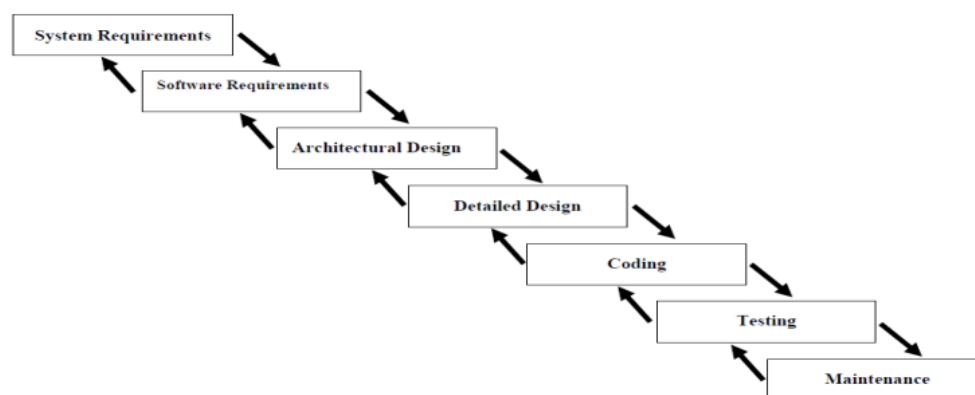 System Requirements
Software Requirements
Architectural Design
Detailed Design
Coding
Testing
Maintenance